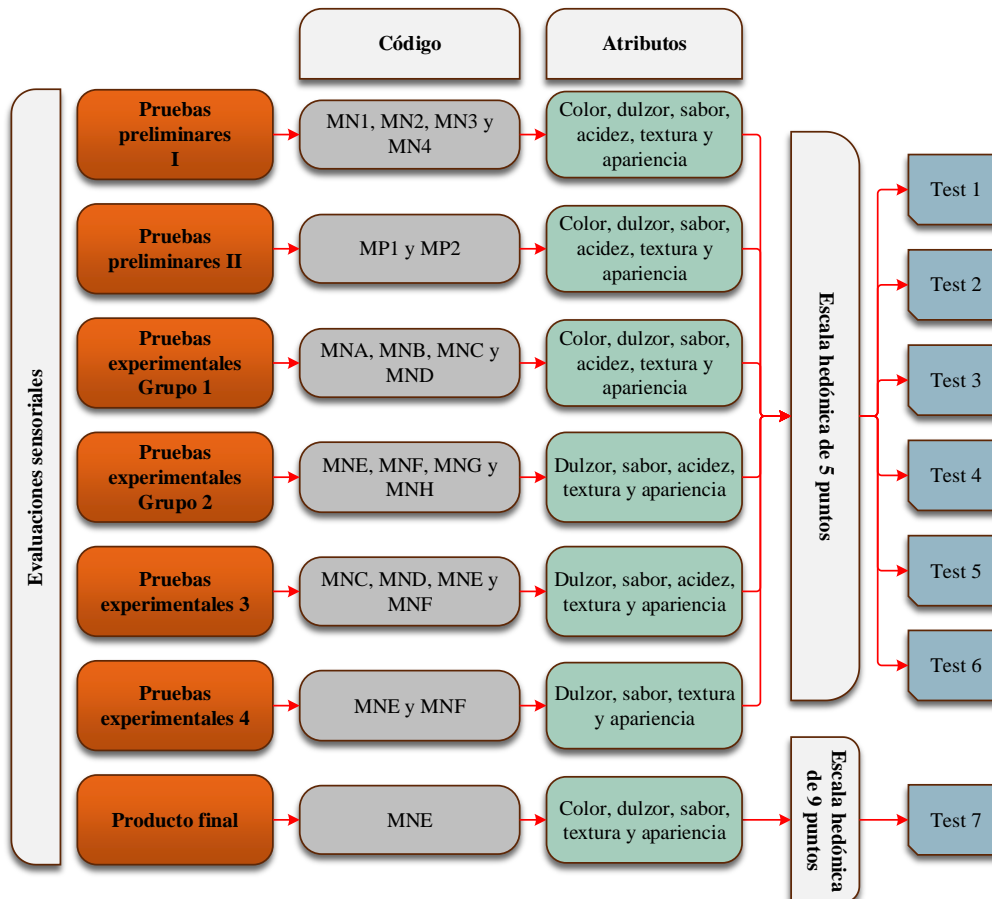 Código
Atributos
Evaluaciones sensoriales
Pruebas
preliminares
I
MN1, MN2, MN3 y
MN4
Color, dulzor, sabor,
acidez, textura y
apariencia
Pruebas
preliminares II
MP1 y MP2
Color, dulzor, sabor,
acidez, textura y
apariencia
Pruebas
experimentales
Grupo 1
MNA, MNB, MNC y
MND
Color, dulzor, sabor,
acidez, textura y
apariencia
Pruebas
experimentales
Grupo 2
MNE, MNF, MNG y
MNH
Dulzor, sabor, acidez,
textura y apariencia
Pruebas
experimentales 3
MNC, MND, MNE y
MNF
Dulzor, sabor, acidez,
textura y apariencia
Pruebas
experimentales 4
MNE y MNF
Dulzor, sabor, textura
y apariencia
Producto final
MNE
Color, dulzor, sabor,
textura y apariencia
Escala hedónica de 5 puntos
Escala hedónica
de 9 puntos
Test 1
Test 2
Test 3
Test 4
Test 5
Test 6
Test 7